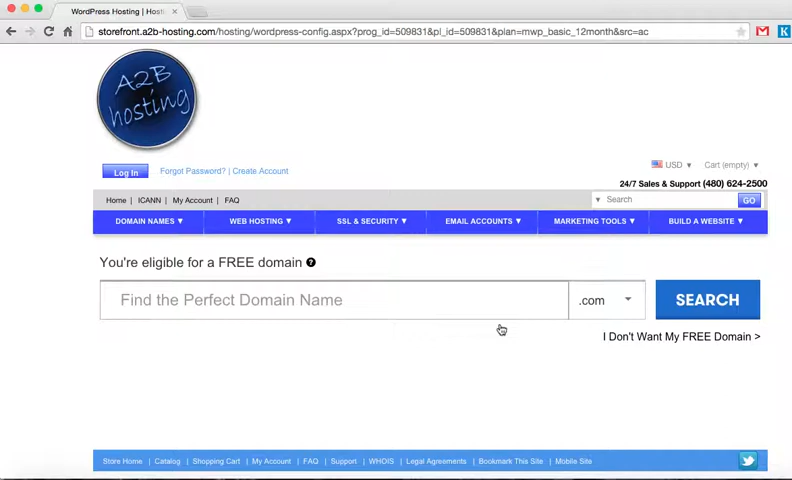 WordPress Hosting | Hosti
storefront.a2b-hosting.com/hosting/wordpress-config.aspx?prog_id=509831&pl_id=509831&plan=mwp_basic_12month&src=ac
A2B
hosting
USD Cart (empty)
Log In Forgot Password? | Create Account
24/7 Sales & Support (480) 624-2500
Home | ICANN | My Account | FAQ Search GO
DOMAIN NAMES WEB HOSTING SSL & SECURITY EMAIL ACCOUNTS MARKETING TOOLS BUILD A WEBSITE
You're eligible for a FREE domain ?
Find the Perfect Domain Name .com SEARCH
I Don't Want My FREE Domain >
Store Home | Catalog | Shopping Cart | My Account | FAQ | Support | WHOIS | Legal Agreements | Bookmark This Site | Mobile Site